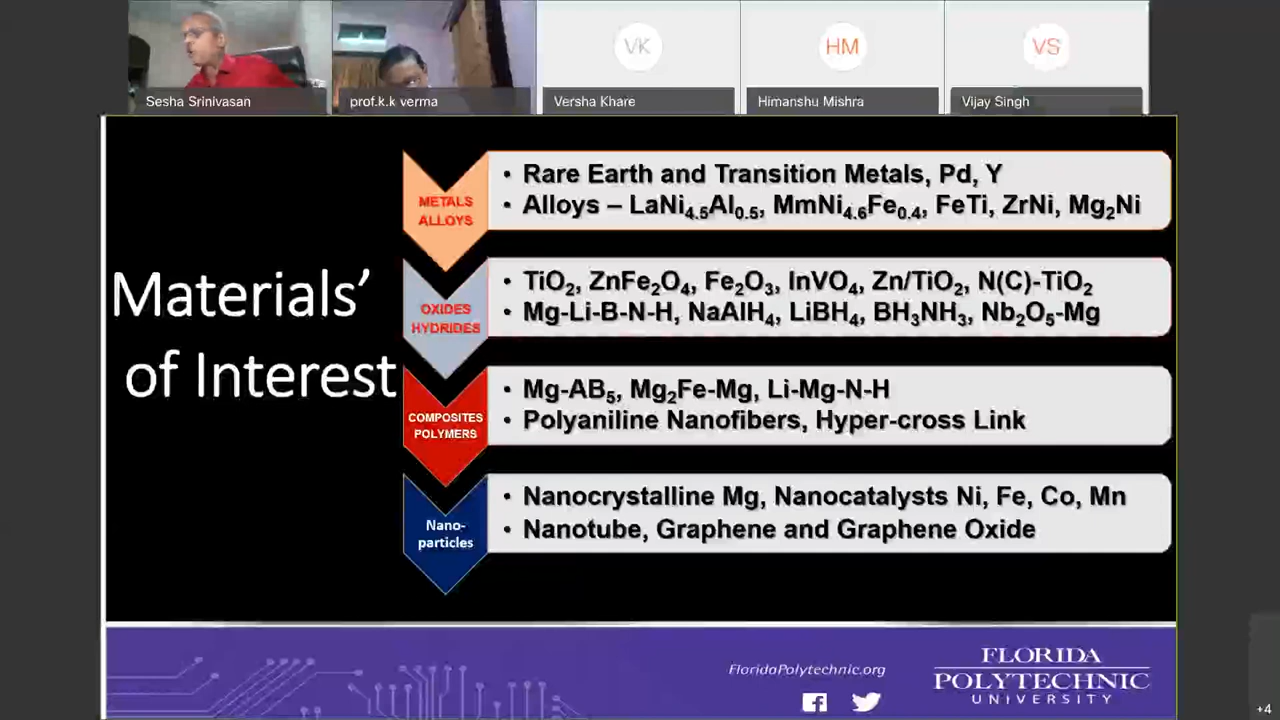 VK
HM
VS
Sesha Srinivasan
prof.k.k verma
Versha Khare
Himanshu Mishra
Vijay Singh
Materials’
of Interest
METALS
ALLOYS
• Rare Earth and Transition Metals, Pd, Y
• Alloys – LaNi₄.₅Al₀.₅, MmNi₄.₆Fe₀.₄, FeTi, ZrNi, Mg₂Ni
OXIDES
HYDRIDES
• TiO₂, ZnFe₂O₄, Fe₂O₃, InVO₄, Zn/TiO₂, N(C)-TiO₂
• Mg-Li-B-N-H, NaAlH₄, LiBH₄, BH₃NH₃, Nb₂O₅-Mg
COMPOSITES
POLYMERS
• Mg-AB₅, Mg₂Fe-Mg, Li-Mg-N-H
• Polyaniline Nanofibers, Hyper-cross Link
Nano-
particles
• Nanocrystalline Mg, Nanocatalysts Ni, Fe, Co, Mn
• Nanotube, Graphene and Graphene Oxide
FloridaPolytechnic.org
FLORIDA
POLYTECHNIC
UNIVERSITY
+4